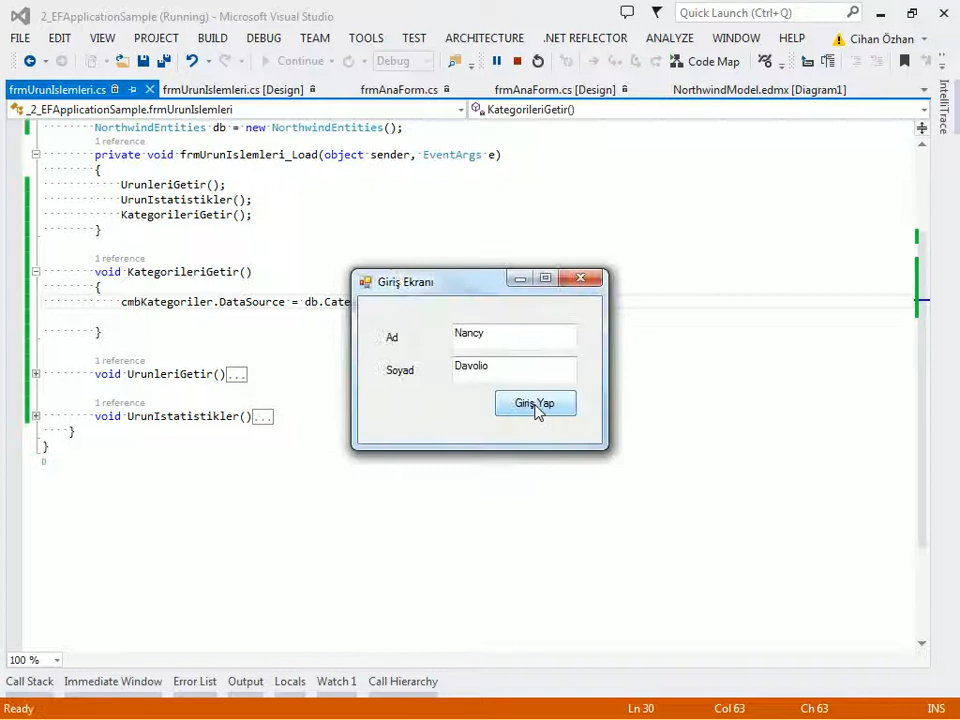 2_EFApplicationSample (Running) - Microsoft Visual Studio
Quick Launch (Ctrl+Q)
FILE EDIT VIEW PROJECT BUILD DEBUG TEAM TOOLS TEST ARCHITECTURE .NET REFLECTOR ANALYZE WINDOW HELP Cihan Özhan
Continue Debug Code Map
frmUrunIslemleri.cs frmUrunIslemleri.cs [Design] frmAnaForm.cs frmAnaForm.cs [Design] NorthwindModel.edmx [Diagram1]
_2_EFApplicationSample.frmUrunIslemleri KategorileriGetir()
IntelliTrace
NorthwindEntities db = new NorthwindEntities();
1 reference
private void frmUrunIslemleri_Load(object sender, EventArgs e)
{
UrunleriGetir();
UrunIstatistikler();
KategorileriGetir();
}
1 reference
void KategorileriGetir()
{
cmbKategoriler.DataSource = db.Cate
}
1 reference
void UrunleriGetir()...
1 reference
void UrunIstatistikler()...
}
}
Giriş Ekranı
Ad Nancy
Soyad Davolio
Giriş Yap
100 %
Call Stack Immediate Window Error List Output Locals Watch 1 Call Hierarchy
Ready Ln 30 Col 63 Ch 63 INS